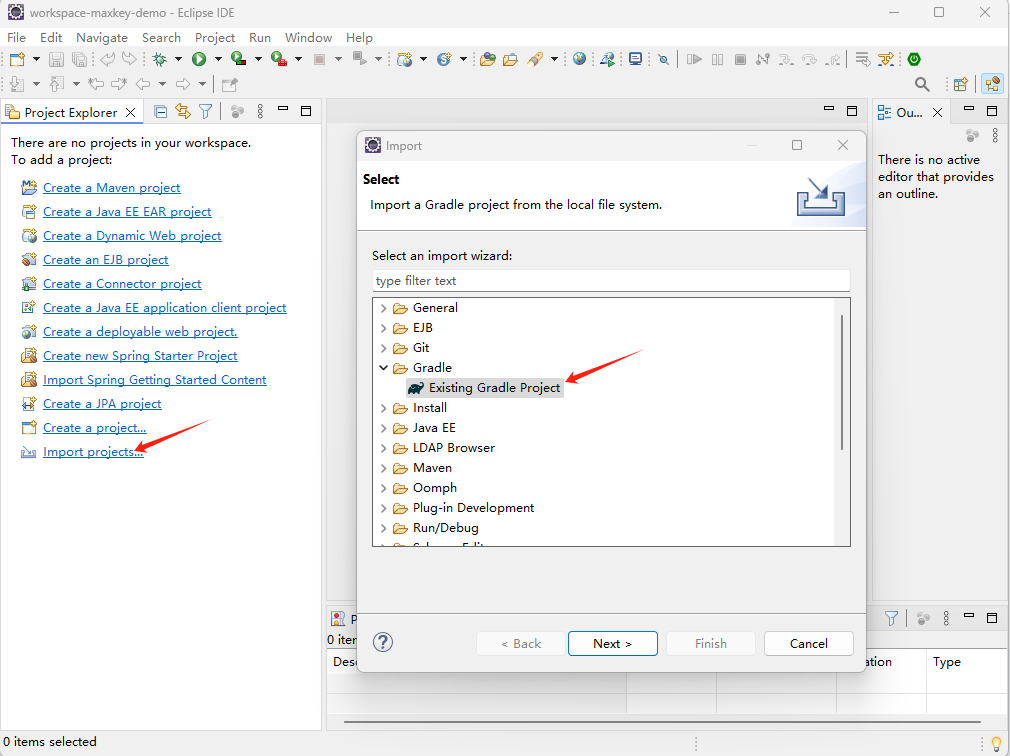 workspace-maxkey-demo - Eclipse IDE
File Edit Navigate Search Project Run Window Help
Project Explorer
There are no projects in your workspace.
To add a project:
Create a Maven project
Create a Java EE EAR project
Create a Dynamic Web project
Create an EJB project
Create a Connector project
Create a Java EE application client project
Create a deployable web project.
Create new Spring Starter Project
Import Spring Getting Started Content
Create a JPA project
Create a project...
Import projects...
Import
Select
Import a Gradle project from the local file system.
Select an import wizard:
type filter text
General
EJB
Git
Gradle
Existing Gradle Project
Install
Java EE
LDAP Browser
Maven
Oomph
Plug-in Development
Run/Debug
< Back Next > Finish Cancel
Ou...
There is no active
editor that provides
an outline.
Type
0 items selected